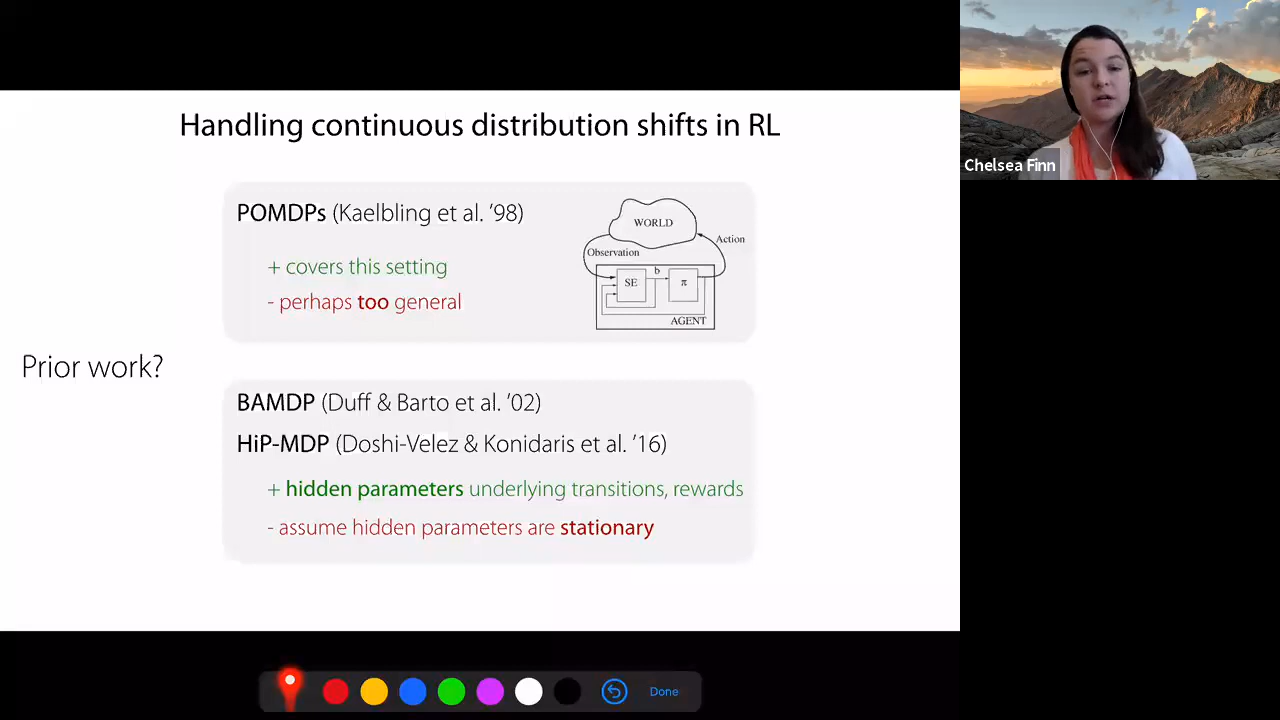 Handling continuous distribution shifts in RL
POMDPs (Kaelbling et al. ’98)
+ covers this setting
- perhaps too general
WORLD
Observation
Action
b
SE
π
AGENT
Prior work?
BAMDP (Duff & Barto et al. ’02)
HiP-MDP (Doshi-Velez & Konidaris et al. ’16)
+ hidden parameters underlying transitions, rewards
- assume hidden parameters are stationary
Chelsea Finn
Done